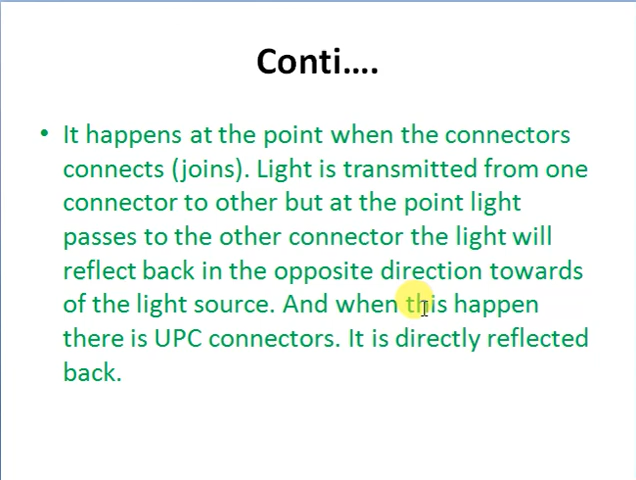 Conti….
• It happens at the point when the connectors
connects (joins). Light is transmitted from one
connector to other but at the point light
passes to the other connector the light will
reflect back in the opposite direction towards
of the light source. And when this happen
there is UPC connectors. It is directly reflected
back.